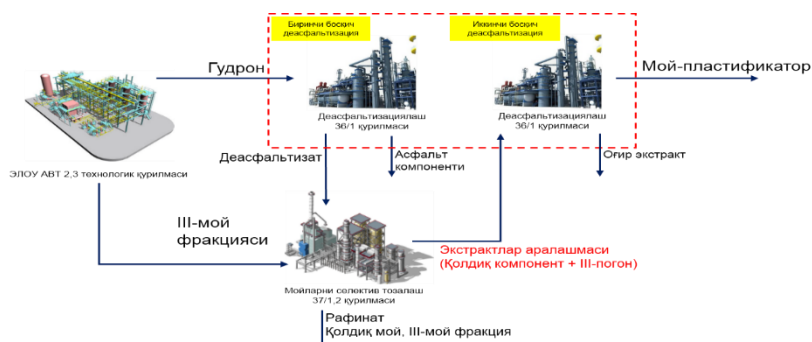 Биринчи босқич
деасфальтизация
Иккинчи босқич
деасфальтизация
Гудрон
Мой-пластификатор
Деасфальтизациялаш
36/1 қурилмаси
Деасфальтизациялаш
36/1 қурилмаси
Деасфальтизат
Асфальт
компоненти
Оғир экстракт
ЭЛОУ АВТ 2,3 технологик қурилмаси
III-мой
фракцияси
Экстрактлар аралашмаси
(Қолдиқ компонент + III-погон)
Мойларни селектив тозалаш
37/1,2 қурилмаси
Рафинат
Қолдиқ мой, III-мой фракция